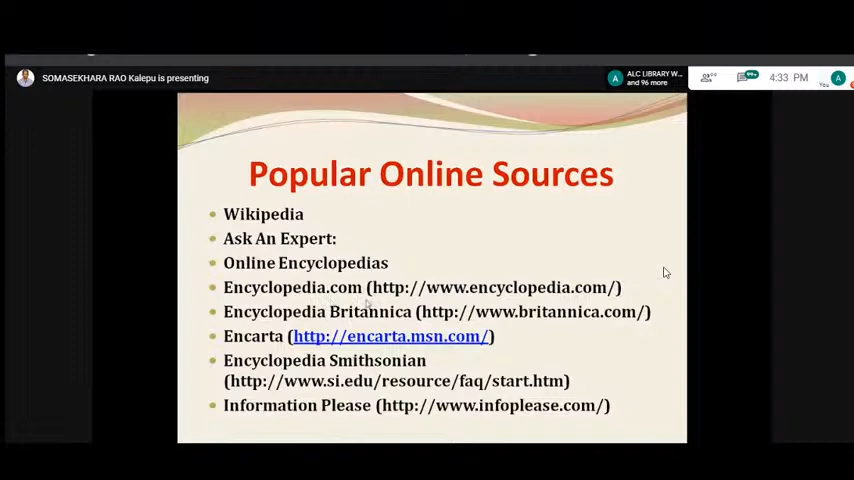 SOMASEKHARA RAO Kalepu is presenting
A
ALC LIBRARY W...
and 96 more
99+
4:33 PM
You
A
Popular Online Sources
Wikipedia
Ask An Expert:
Online Encyclopedias
Encyclopedia.com (http://www.encyclopedia.com/)
Encyclopedia Britannica (http://www.britannica.com/)
Encarta (http://encarta.msn.com/)
Encyclopedia Smithsonian
(http://www.si.edu/resource/faq/start.htm)
Information Please (http://www.infoplease.com/)